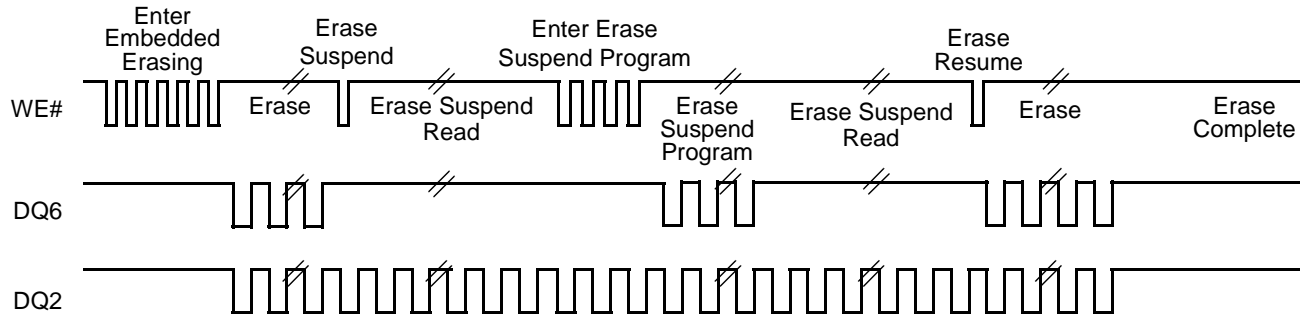 Enter
Embedded
Erasing
Erase
Suspend
Enter Erase
Suspend Program
Erase
Resume
WE#
Erase
Erase Suspend
Read
Erase
Suspend
Program
Erase Suspend
Read
Erase
Erase
Complete
DQ6
DQ2